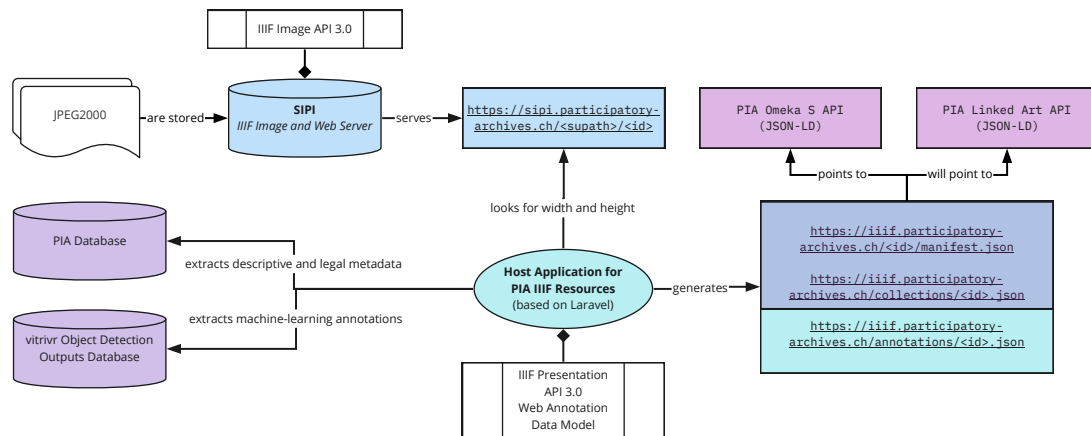 IIIF Image API 3.0
JPEG2000
are stored
SIPI
IIIF Image and Web Server
serves
https://sipi.participatory-
archives.ch/<supath>/<id>
PIA Omeka S API
(JSON-LD)
PIA Linked Art API
(JSON-LD)
points to
will point to
looks for width and height
PIA Database
extracts descriptive and legal metadata
Host Application for
PIA IIIF Resources
(based on Laravel)
generates
https://iiif.participatory-
archives.ch/<id>/manifest.json
https://iiif.participatory-
archives.ch/collections/<id>.json
https://iiif.participatory-
archives.ch/annotations/<id>.json
extracts machine-learning annotations
vitrivr Object Detection
Outputs Database
IIIF Presentation
API 3.0
Web Annotation
Data Model